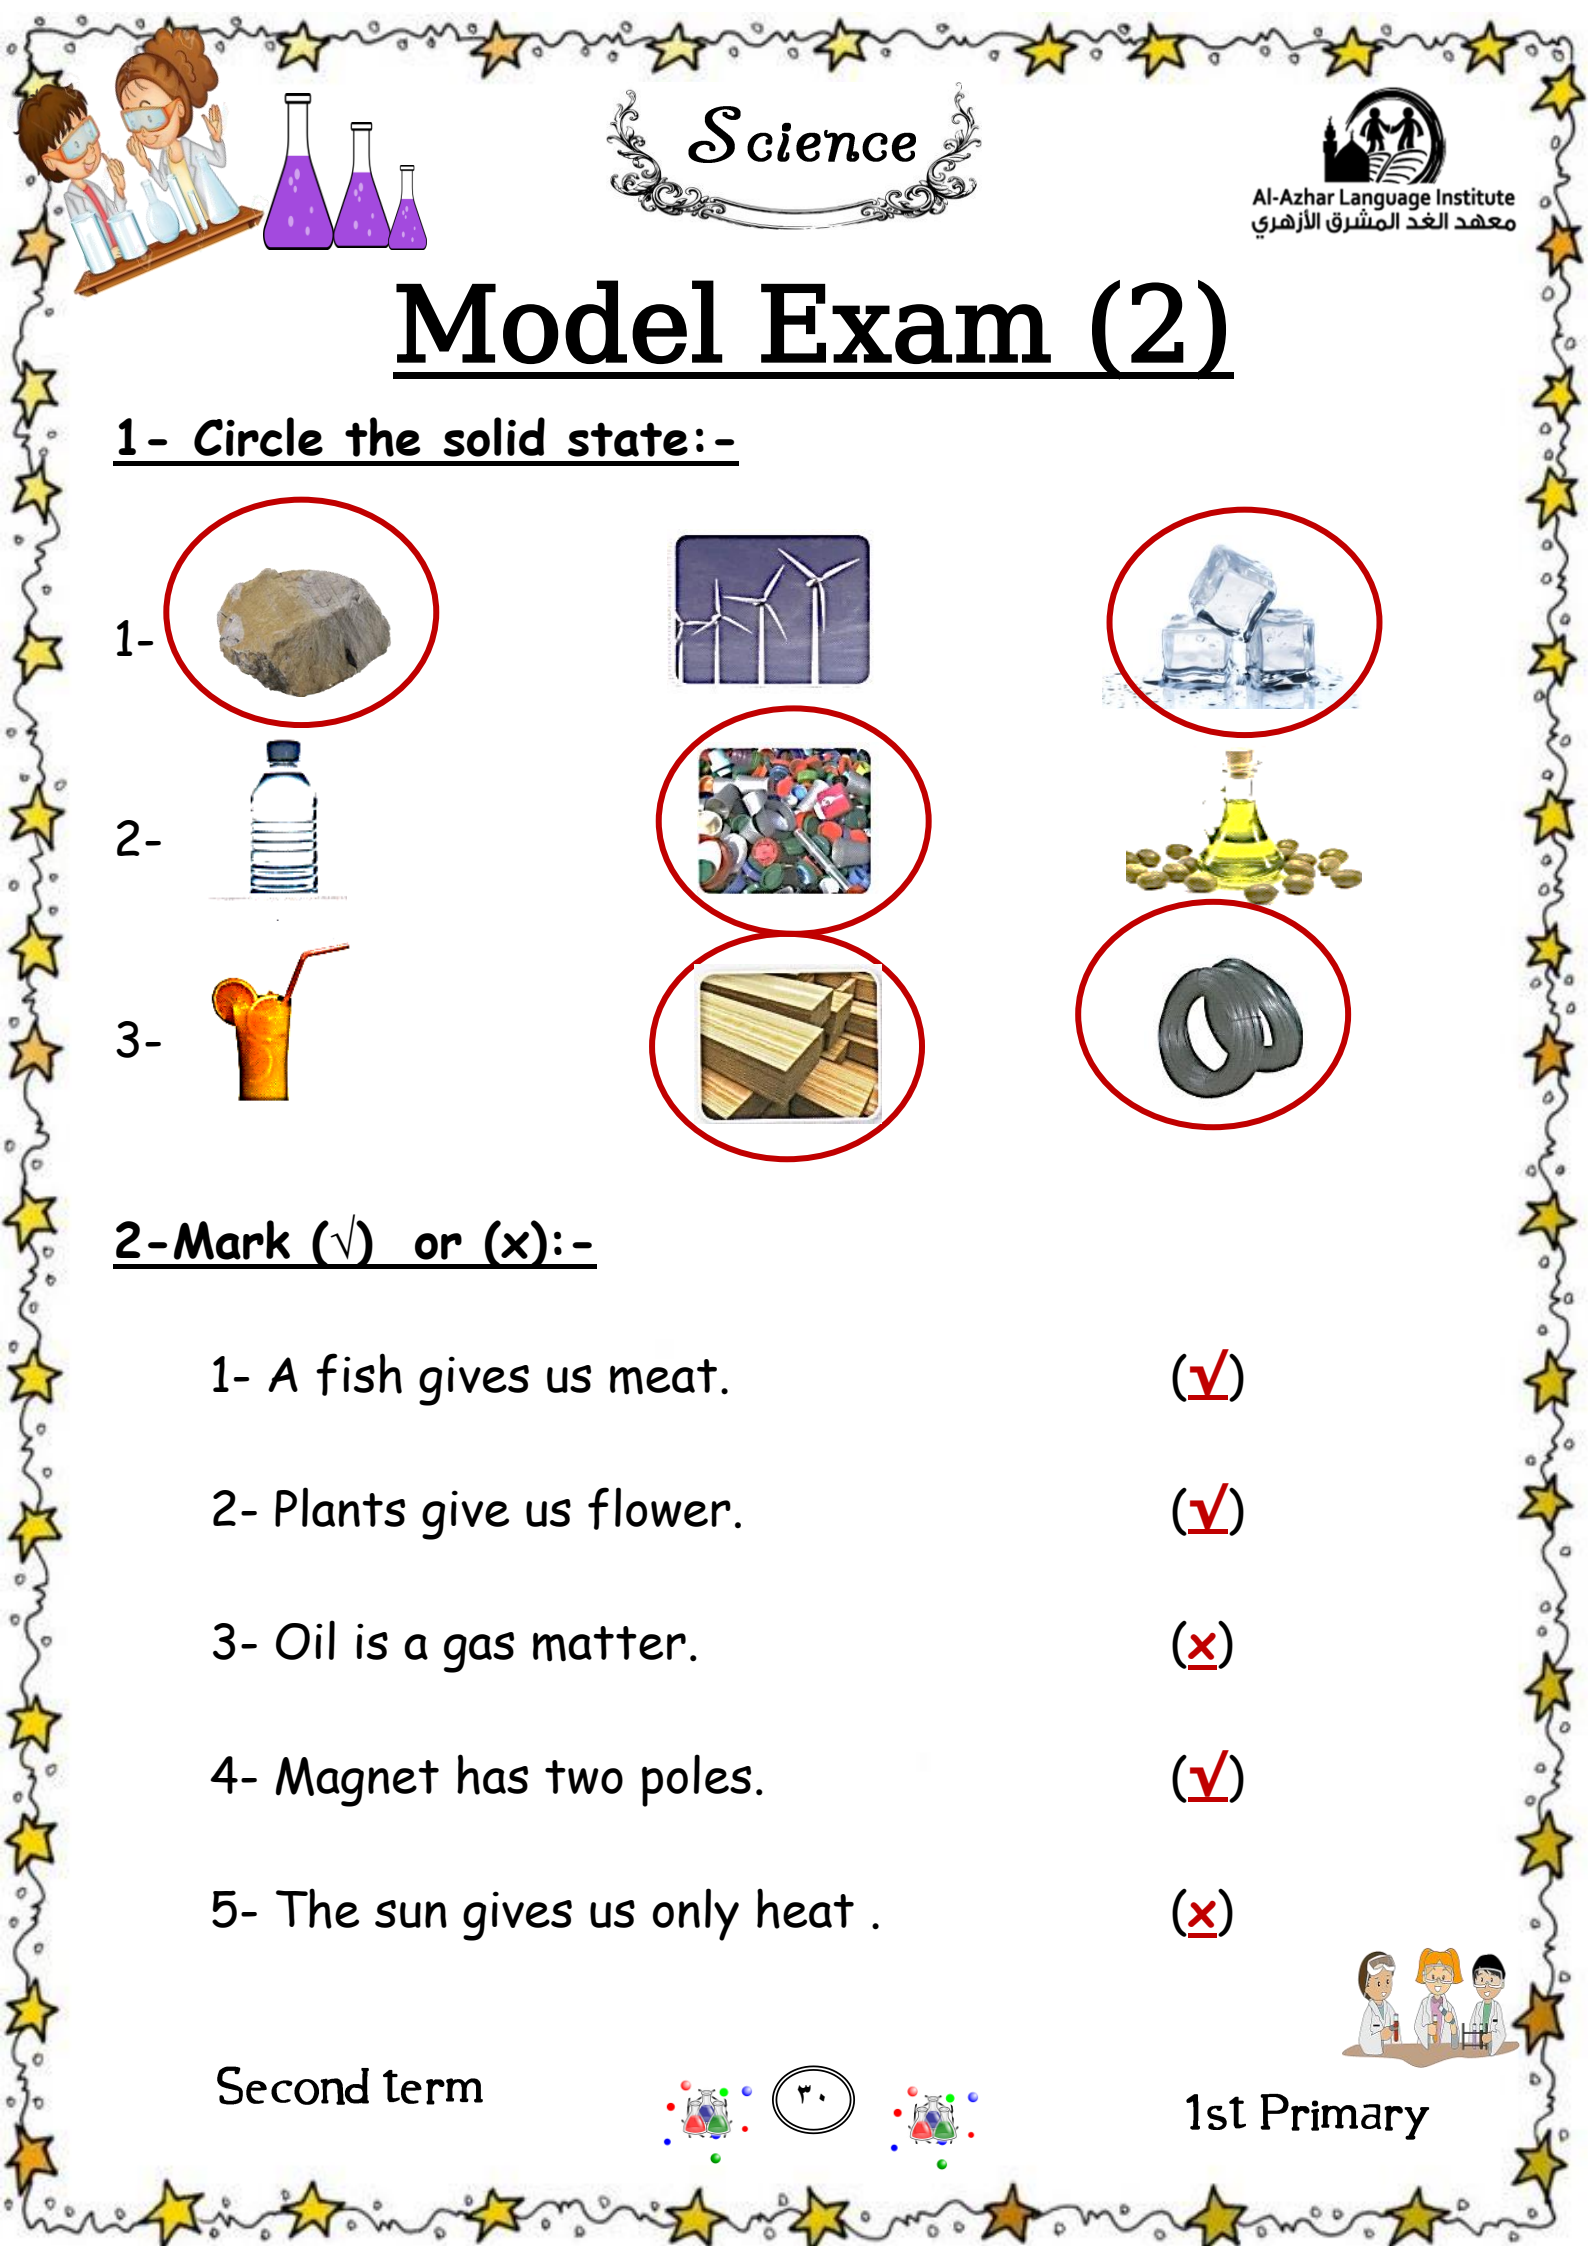 Science
Al-Azhar Language Institute
معهد الغد المشرق الأزهري
Model Exam (2)
1- Circle the solid state:-
1-
2-
3-
2-Mark (√) or (x):-
1- A fish gives us meat. (√)
2- Plants give us flower. (√)
3- Oil is a gas matter. (x)
4- Magnet has two poles. (√)
5- The sun gives us only heat . (x)
Second term
٣٠
1st Primary